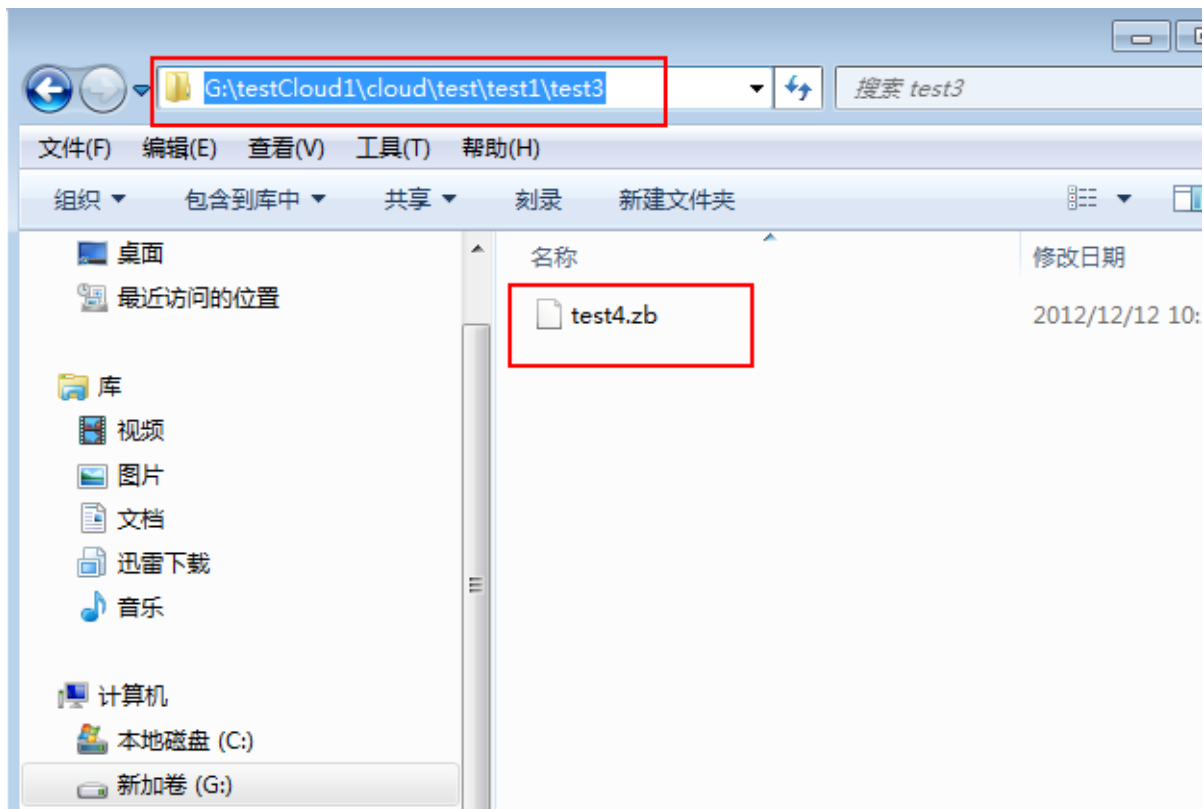 G:\testCloud1\cloud\test\test1\test3
搜索 test3
文件(F) 编辑(E) 查看(V) 工具(T) 帮助(H)
组织 包含到库中 共享 刻录 新建文件夹
桌面
最近访问的位置
库
视频
图片
文档
迅雷下载
音乐
计算机
本地磁盘 (C:)
新加卷 (G:)
名称 修改日期
test4.zb 2012/12/12 10: